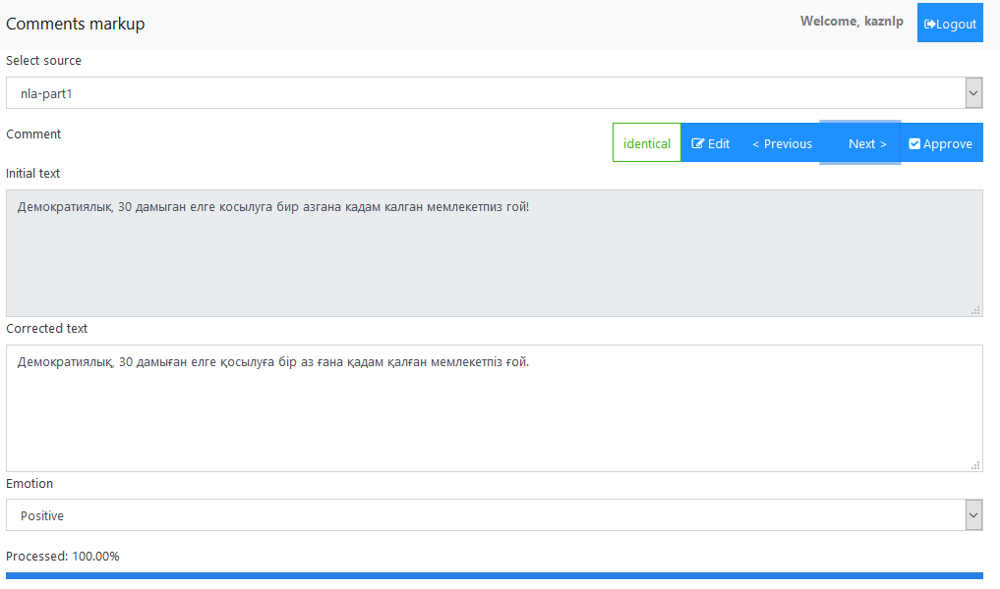 Comments markup
Welcome, kaznlp
Logout
Select source
nla-part1
Comment
identical
Edit
< Previous
Next >
Approve
Initial text
Демократиялык, 30 дамыган елге косылуга бир азгана кадам калган мемлекетпиз гой!
Corrected text
Демократиялық, 30 дамыған елге қосылуға бір аз ғана қадам қалған мемлекетпіз ғой.
Emotion
Positive
Processed: 100.00%